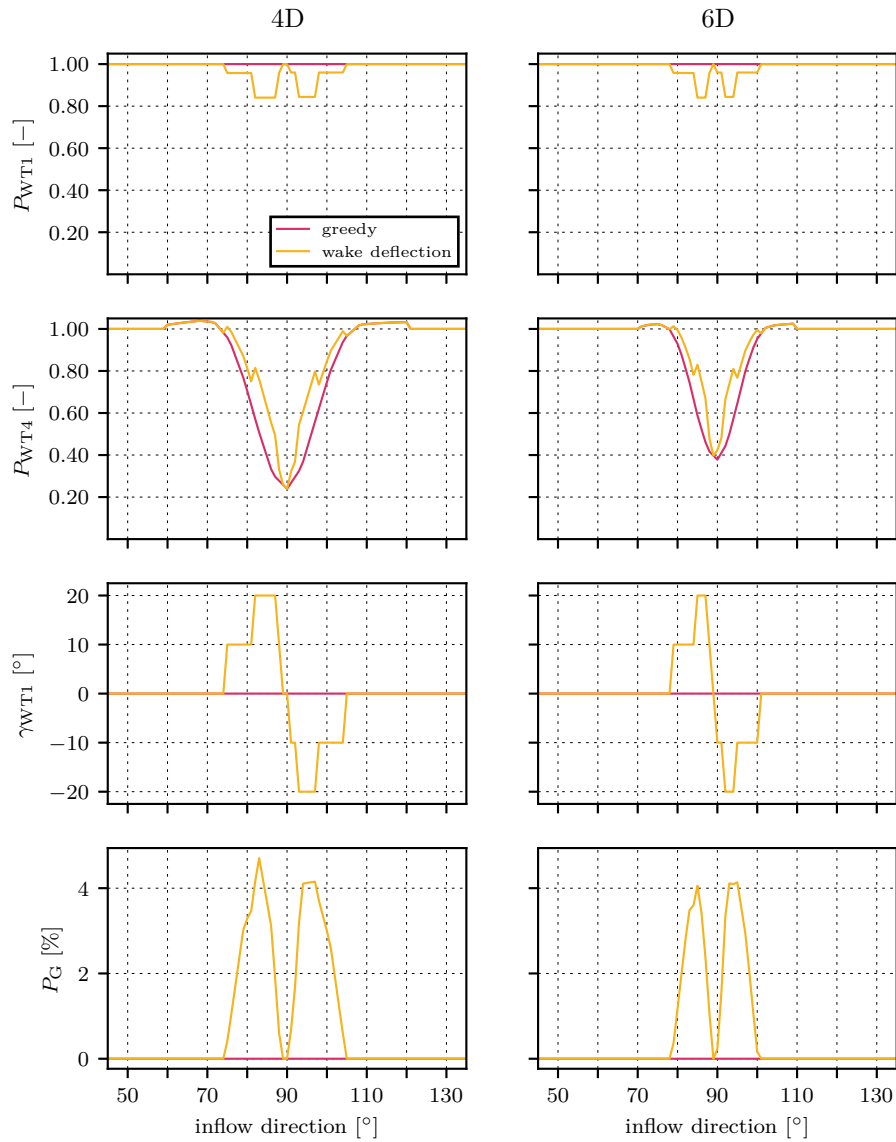 4D
6D
1.00
0.80
0.60
0.40
0.20
P_WT1 [−]
greedy
wake deflection
1.00
0.80
0.60
0.40
0.20
P_WT4 [−]
20
10
0
−10
−20
γ_WT1 [°]
4
2
0
P_G [%]
50 70 90 110 130
50 70 90 110 130
inflow direction [°]
inflow direction [°]